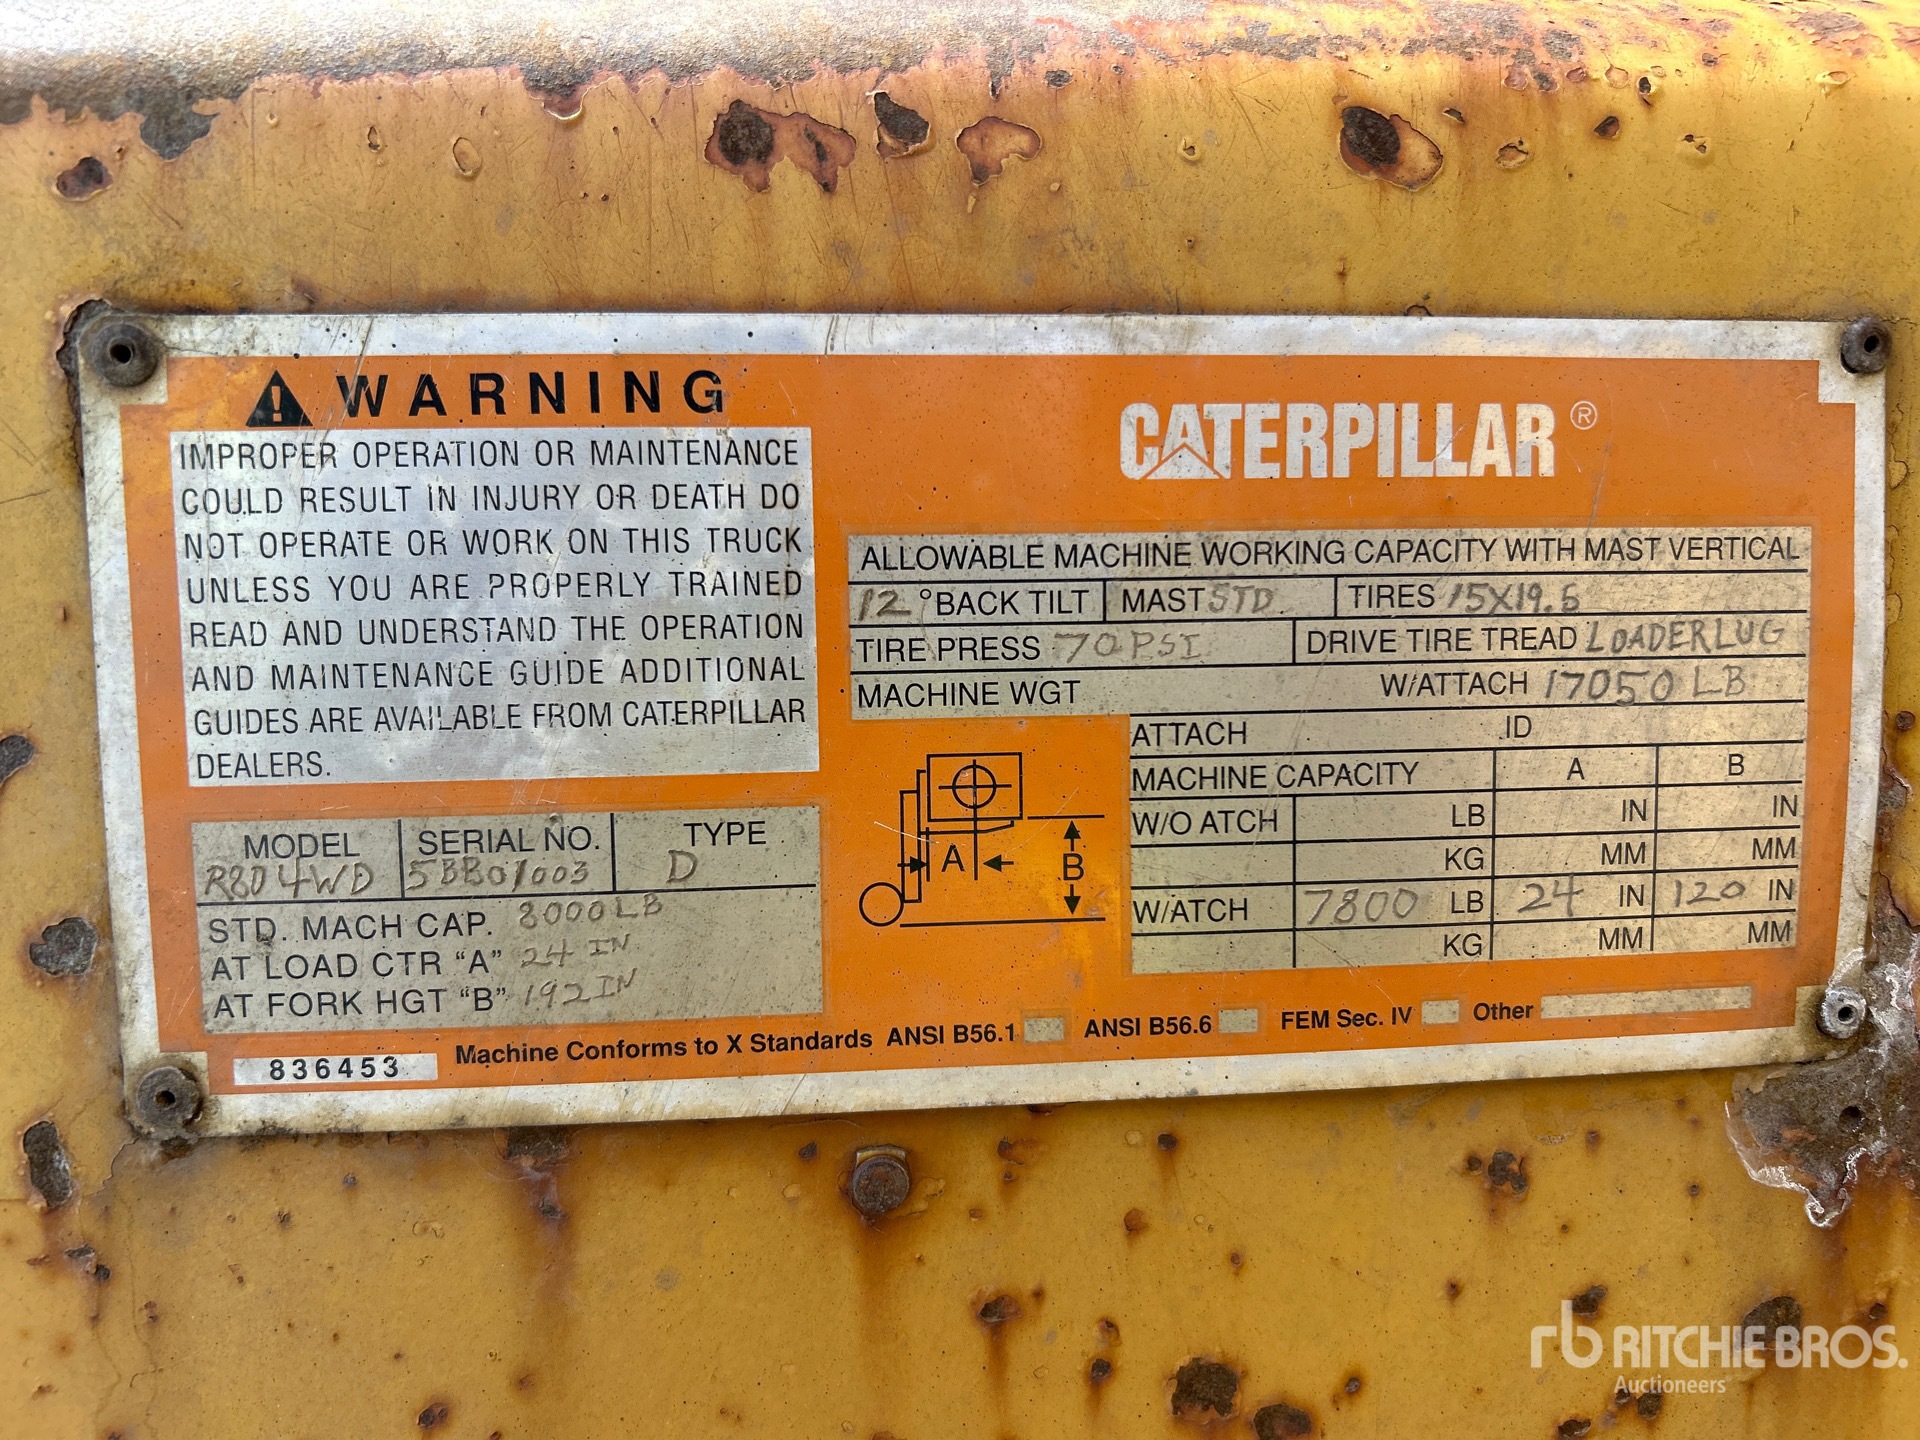 WARNING
IMPROPER OPERATION OR MAINTENANCE
COULD RESULT IN INJURY OR DEATH DO
NOT OPERATE OR WORK ON THIS TRUCK
UNLESS YOU ARE PROPERLY TRAINED
READ AND UNDERSTAND THE OPERATION
AND MAINTENANCE GUIDE ADDITIONAL
GUIDES ARE AVAILABLE FROM CATERPILLAR
DEALERS.
MODEL SERIAL NO. TYPE
R80 4WD 5BB01003 D
STD. MACH CAP. 8000 LB
AT LOAD CTR "A" 24 IN
AT FORK HGT "B" 192 IN
836453
CATERPILLAR®
ALLOWABLE MACHINE WORKING CAPACITY WITH MAST VERTICAL
12 °BACK TILT MAST STD TIRES 15X19.5
TIRE PRESS 70 PSI DRIVE TIRE TREAD LOADERLUG
MACHINE WGT W/ATTACH 17050 LB
ATTACH ID
MACHINE CAPACITY A B
W/O ATCH LB IN IN
KG MM MM
W/ATCH 7800 LB 24 IN 120 IN
KG MM MM
A B
Machine Conforms to X Standards ANSI B56.1 ANSI B56.6 FEM Sec. IV Other
rb RITCHIE BROS.
Auctioneers